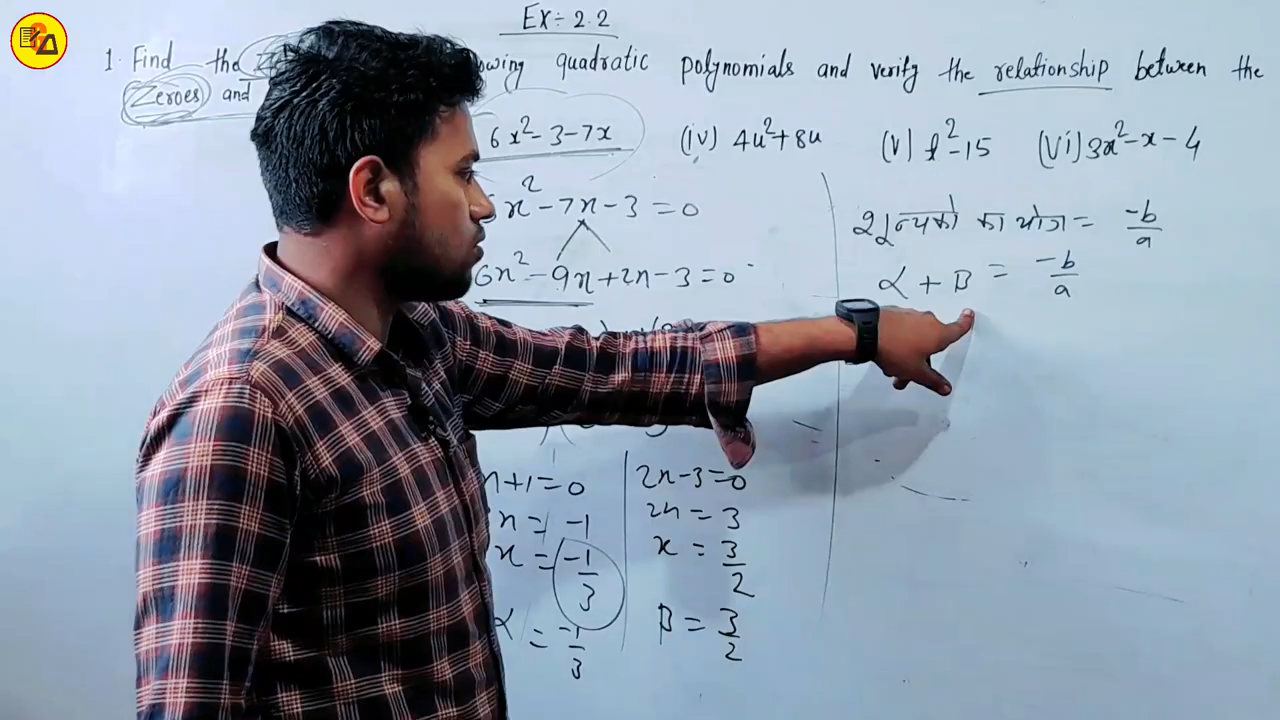 Ex÷ 2.2
1. Find the owing quadratic polynomials and verify the relationship between the
Zeroes and
6x²-3-7x (iv) 4u²+8u (v) t²-15 (vi) 3x²-x-4
x²-7x-3=0
6x²-9x+2x-3=0
x+1=0
x=-1
x=-1/3
α=-1/3
2x-3=0
2x=3
x=3/2
β=3/2
का योग = -b/a
α+β = -b/a